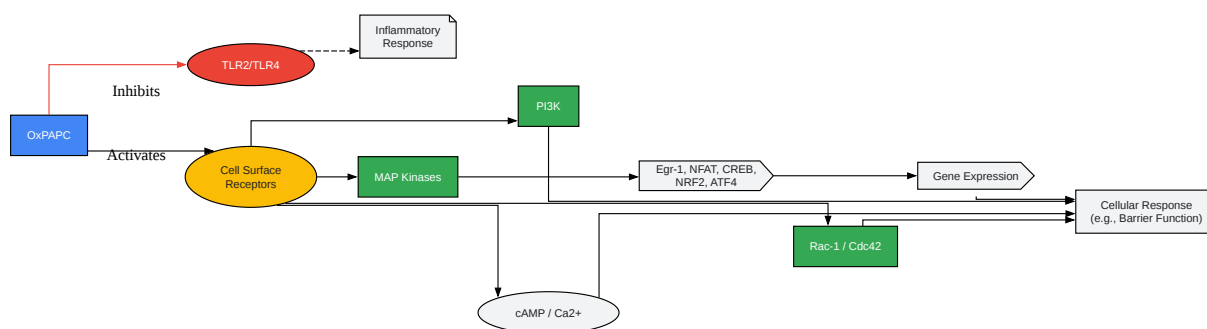 Inflammatory
Response
TLR2/TLR4
Inhibits
PI3K
OxPAPC
Activates
Cell Surface
Receptors
MAP Kinases
Egr-1, NFAT, CREB,
NRF2, ATF4
Gene Expression
Cellular Response
(e.g., Barrier Function)
Rac-1 / Cdc42
cAMP / Ca2+